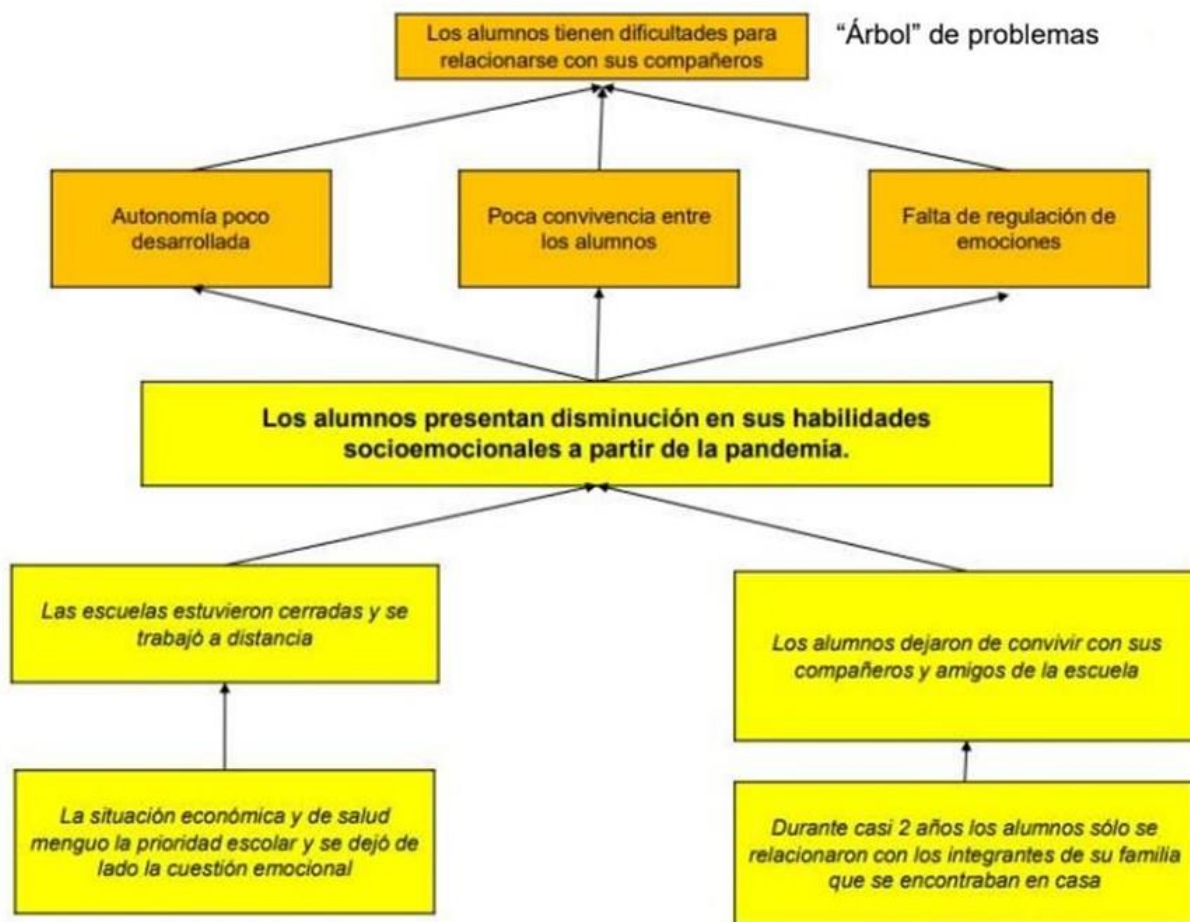 Los alumnos tienen dificultades para
relacionarse con sus compañeros
“Árbol” de problemas
Autonomía poco
desarrollada
Poca convivencia entre
los alumnos
Falta de regulación de
emociones
Los alumnos presentan disminución en sus habilidades
socioemocionales a partir de la pandemia.
Las escuelas estuvieron cerradas y se
trabajó a distancia
Los alumnos dejaron de convivir con sus
compañeros y amigos de la escuela
La situación económica y de salud
menguo la prioridad escolar y se dejó de
lado la cuestión emocional
Durante casi 2 años los alumnos sólo se
relacionaron con los integrantes de su familia
que se encontraban en casa